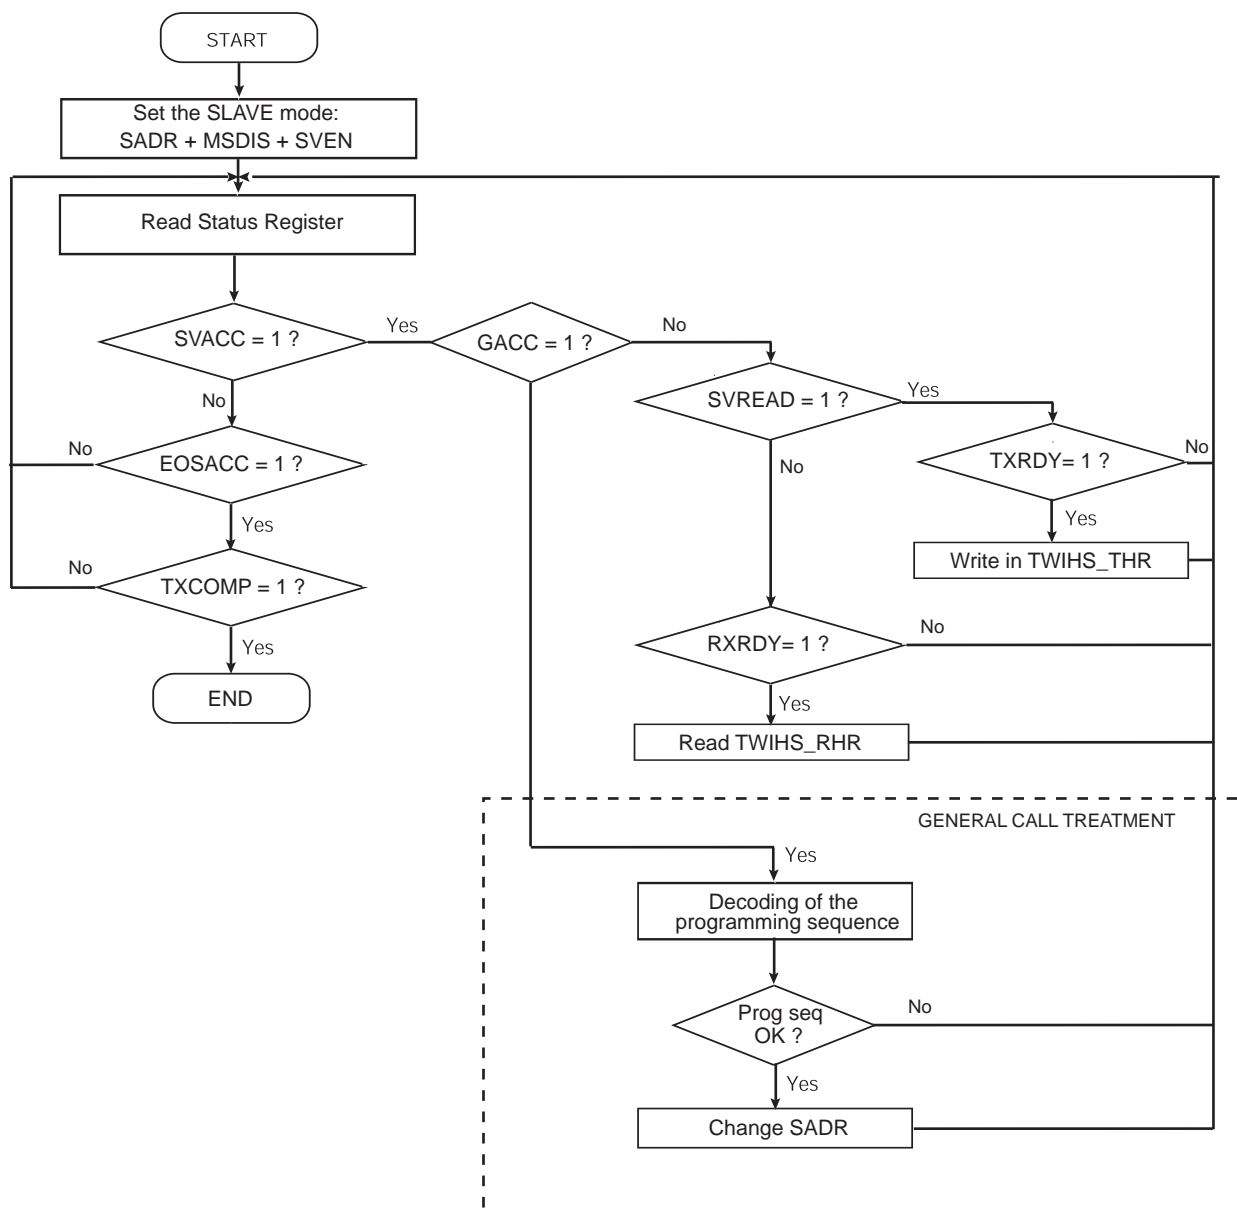 START
Set the SLAVE mode:
SADR + MSDIS + SVEN
Read Status Register
SVACC = 1 ?
Yes
GACC = 1 ?
No
SVREAD = 1 ?
Yes
No
EOSACC = 1 ?
No
TXRDY= 1 ?
No
No
Yes
Yes
Write in TWIHS_THR
TXCOMP = 1 ?
No
Yes
RXRDY= 1 ?
No
END
Yes
Read TWIHS_RHR
GENERAL CALL TREATMENT
Yes
Decoding of the
programming sequence
Prog seq
OK ?
No
Yes
Change SADR